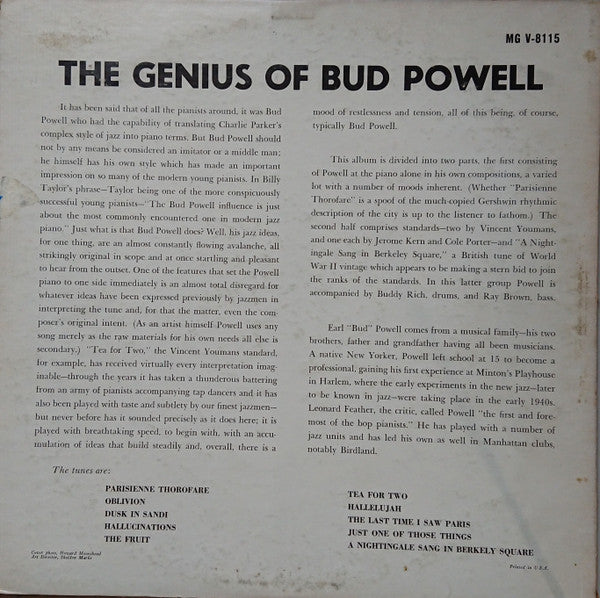 MG V-8115
THE GENIUS OF BUD POWELL
It has been said that of all the pianists around, it was Bud
Powell who had the capability of translating Charlie Parker's
complex style of jazz into piano terms. But Bud Powell should
not by any means be considered an imitator or a middle man;
he himself has his own style which has made an important
impression on so many of the modern young pianists. In Billy
Taylor's phrase—Taylor being one of the more conspicuously
successful young pianists—"The Bud Powell influence is just
about the most commonly encountered one in modern jazz
piano." Just what is that Bud Powell does? Well, his jazz ideas,
for one thing, are an almost constantly flowing avalanche, all
strikingly original in scope and at once startling and pleasant
to hear from the outset. One of the features that set the Powell
piano to one side immediately is an almost total disregard for
whatever ideas have been expressed previously by jazzmen in
interpreting the tune and, for that matter, even the com-
poser's original intent. (As an artist himself Powell uses any
song merely as the raw materials for his own needs all else is
secondary.) "Tea for Two," the Vincent Youmans standard,
for example, has received virtually every interpretation imag-
inable—through the years it has taken a thunderous battering
from an army of pianists accompanying tap dancers and it has
also been played with taste and subtlety by our finest jazzmen—
but never before has it sounded precisely as it does here; it is
played with breathtaking speed, to begin with, with an accu-
mulation of ideas that build steadily and, overall, there is a
mood of restlessness and tension, all of this being, of course,
typically Bud Powell.
This album is divided into two parts, the first consisting
of Powell at the piano alone in his own compositions, a varied
lot with a number of moods inherent. (Whether "Parisienne
Thorofare" is a spoof of the much-copied Gershwin rhythmic
description of the city is up to the listener to fathom.) The
second half comprises standards—two by Vincent Youmans,
and one each by Jerome Kern and Cole Porter—and "A Night-
ingale Sang in Berkeley Square," a British tune of World
War II vintage which appears to be making a stern bid to join
the ranks of the standards. In this latter group Powell is
accompanied by Buddy Rich, drums, and Ray Brown, bass.
Earl "Bud" Powell comes from a musical family—his two
brothers, father and grandfather having all been musicians.
A native New Yorker, Powell left school at 15 to become a
professional, gaining his first experience at Minton's Playhouse
in Harlem, where the early experiments in the new jazz—later
to be known in jazz—were taking place in the early 1940s.
Leonard Feather, the critic, called Powell "the first and fore-
most of the bop pianists." He has played with a number of
jazz units and has led his own as well in Manhattan clubs,
notably Birdland.
The tunes are:
PARISIENNE THOROFARE
OBLIVION
DUSK IN SANDI
HALLUCINATIONS
THE FRUIT
TEA FOR TWO
HALLELUJAH
THE LAST TIME I SAW PARIS
JUST ONE OF THOSE THINGS
A NIGHTINGALE SANG IN BERKELY SQUARE
Cover photo, Howard Morehead
Art Director, Sheldon Marks
Printed in U.S.A.